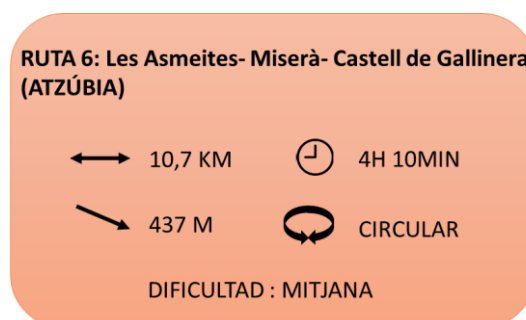 RUTA 6: Les Asmeites- Miserà- Castell de Gallinera
(ATZÚBIA)
10,7 KM
4H 10MIN
437 M
CIRCULAR
DIFICULTAD : MITJANA